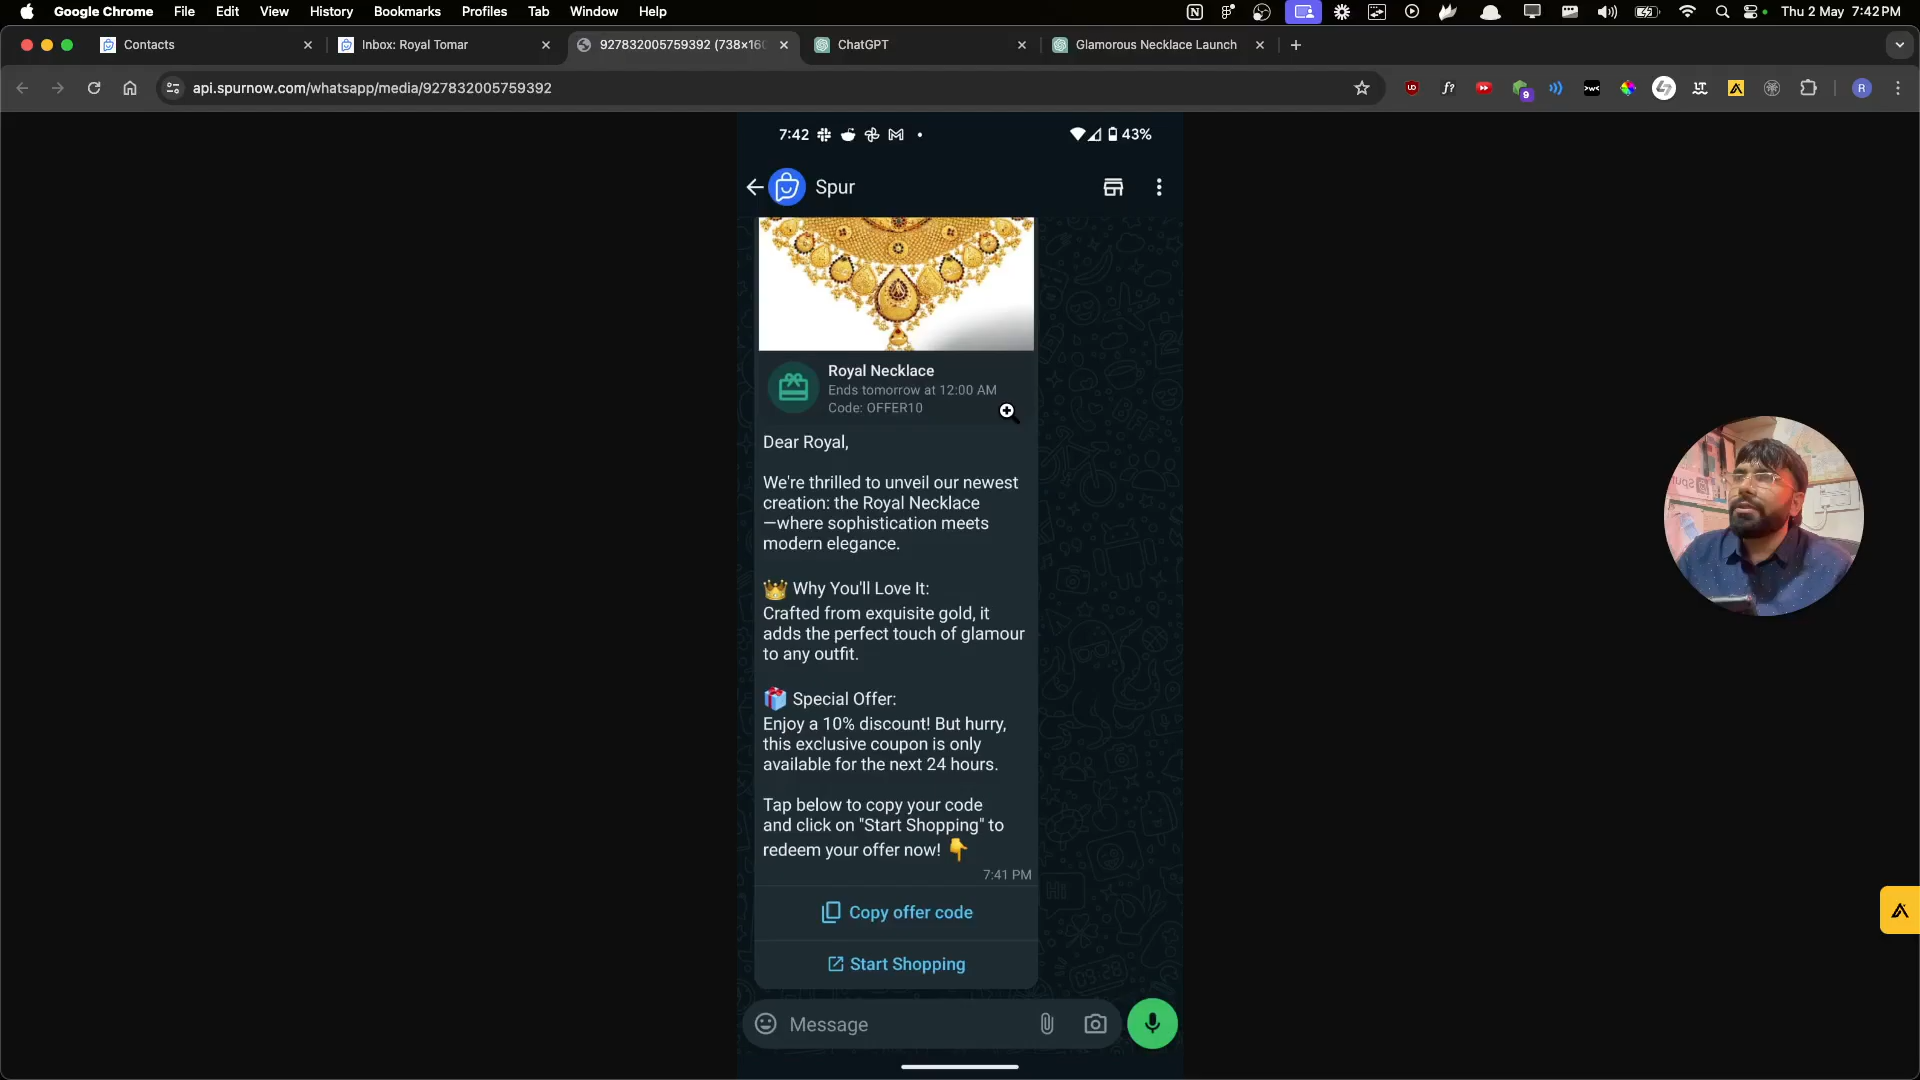 Google Chrome File Edit View History Bookmarks Profiles Tab Window Help Thu 2 May 7:42 PM
Contacts Inbox: Royal Tomar 927832005759392 (738×160 ChatGPT Glamorous Necklace Launch
api.spurnow.com/whatsapp/media/927832005759392 9 R
7:42 43%
Spur
Royal Necklace
Ends tomorrow at 12:00 AM
Code: OFFER10
Dear Royal,
We're thrilled to unveil our newest
creation: the Royal Necklace
—where sophistication meets
modern elegance.
👑 Why You'll Love It:
Crafted from exquisite gold, it
adds the perfect touch of glamour
to any outfit.
🎁 Special Offer:
Enjoy a 10% discount! But hurry,
this exclusive coupon is only
available for the next 24 hours.
Tap below to copy your code
and click on "Start Shopping" to
redeem your offer now! 👇
7:41 PM
Copy offer code
Start Shopping
Message